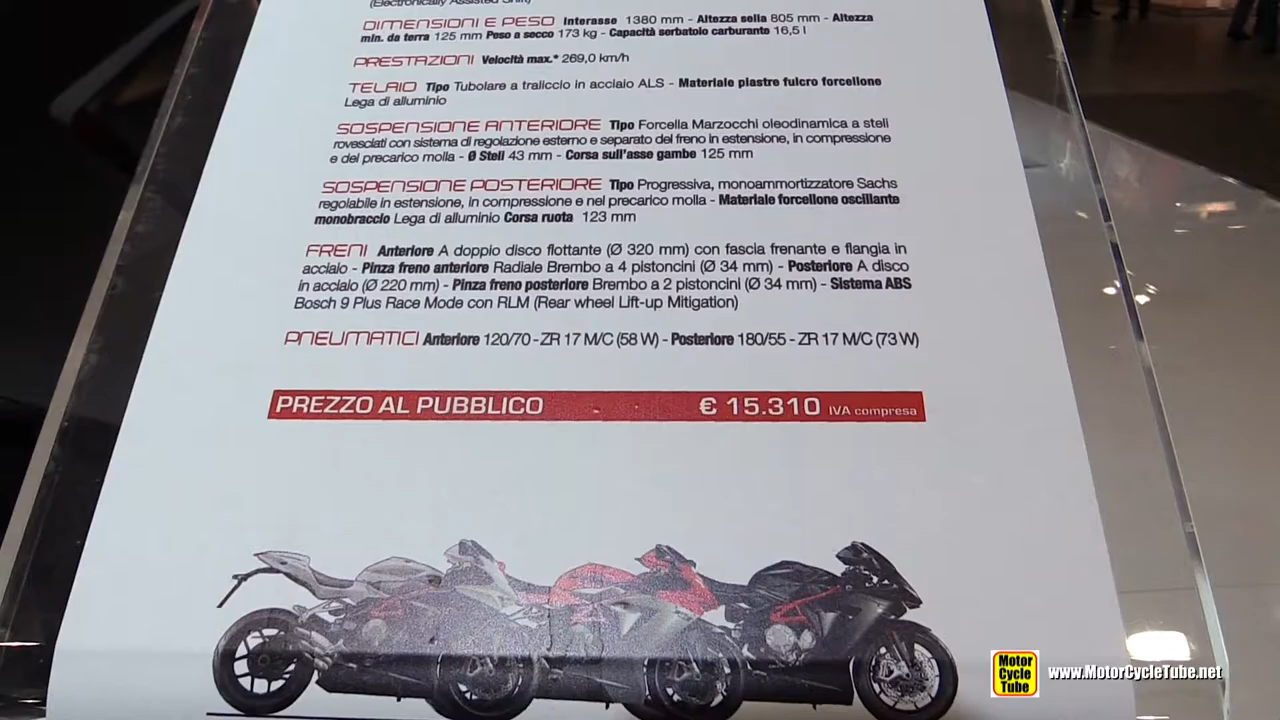 (Electronically Assisted Shift)
DIMENSIONI E PESO Interasse 1380 mm - Altezza sella 805 mm - Altezza
min. da terra 125 mm Peso a secco 173 kg - Capacità serbatoio carburante 16,5 l
PRESTAZIONI Velocità max.* 269,0 km/h
TELAIO Tipo Tubolare a traliccio in acciaio ALS - Materiale piastre fulcro forcellone
Lega di alluminio
SOSPENSIONE ANTERIORE Tipo Forcella Marzocchi oleodinamica a steli
rovesciati con sistema di regolazione esterno e separato del freno in estensione, in compressione
e del precarico molla - Ø Steli 43 mm - Corsa sull'asse gambe 125 mm
SOSPENSIONE POSTERIORE Tipo Progressiva, monoammortizzatore Sachs
regolabile in estensione, in compressione e nel precarico molla - Materiale forcellone oscillante
monobraccio Lega di alluminio Corsa ruota 123 mm
FRENI Anteriore A doppio disco flottante (Ø 320 mm) con fascia frenante e flangia in
acciaio - Pinza freno anteriore Radiale Brembo a 4 pistoncini (Ø 34 mm) - Posteriore A disco
in acciaio (Ø 220 mm) - Pinza freno posteriore Brembo a 2 pistoncini (Ø 34 mm) - Sistema ABS
Bosch 9 Plus Race Mode con RLM (Rear wheel Lift-up Mitigation)
PNEUMATICI Anteriore 120/70 - ZR 17 M/C (58 W) - Posteriore 180/55 - ZR 17 M/C (73 W)
PREZZO AL PUBBLICO € 15.310 IVA compresa
Motor
Cycle
Tube
www.MotorCycleTube.net